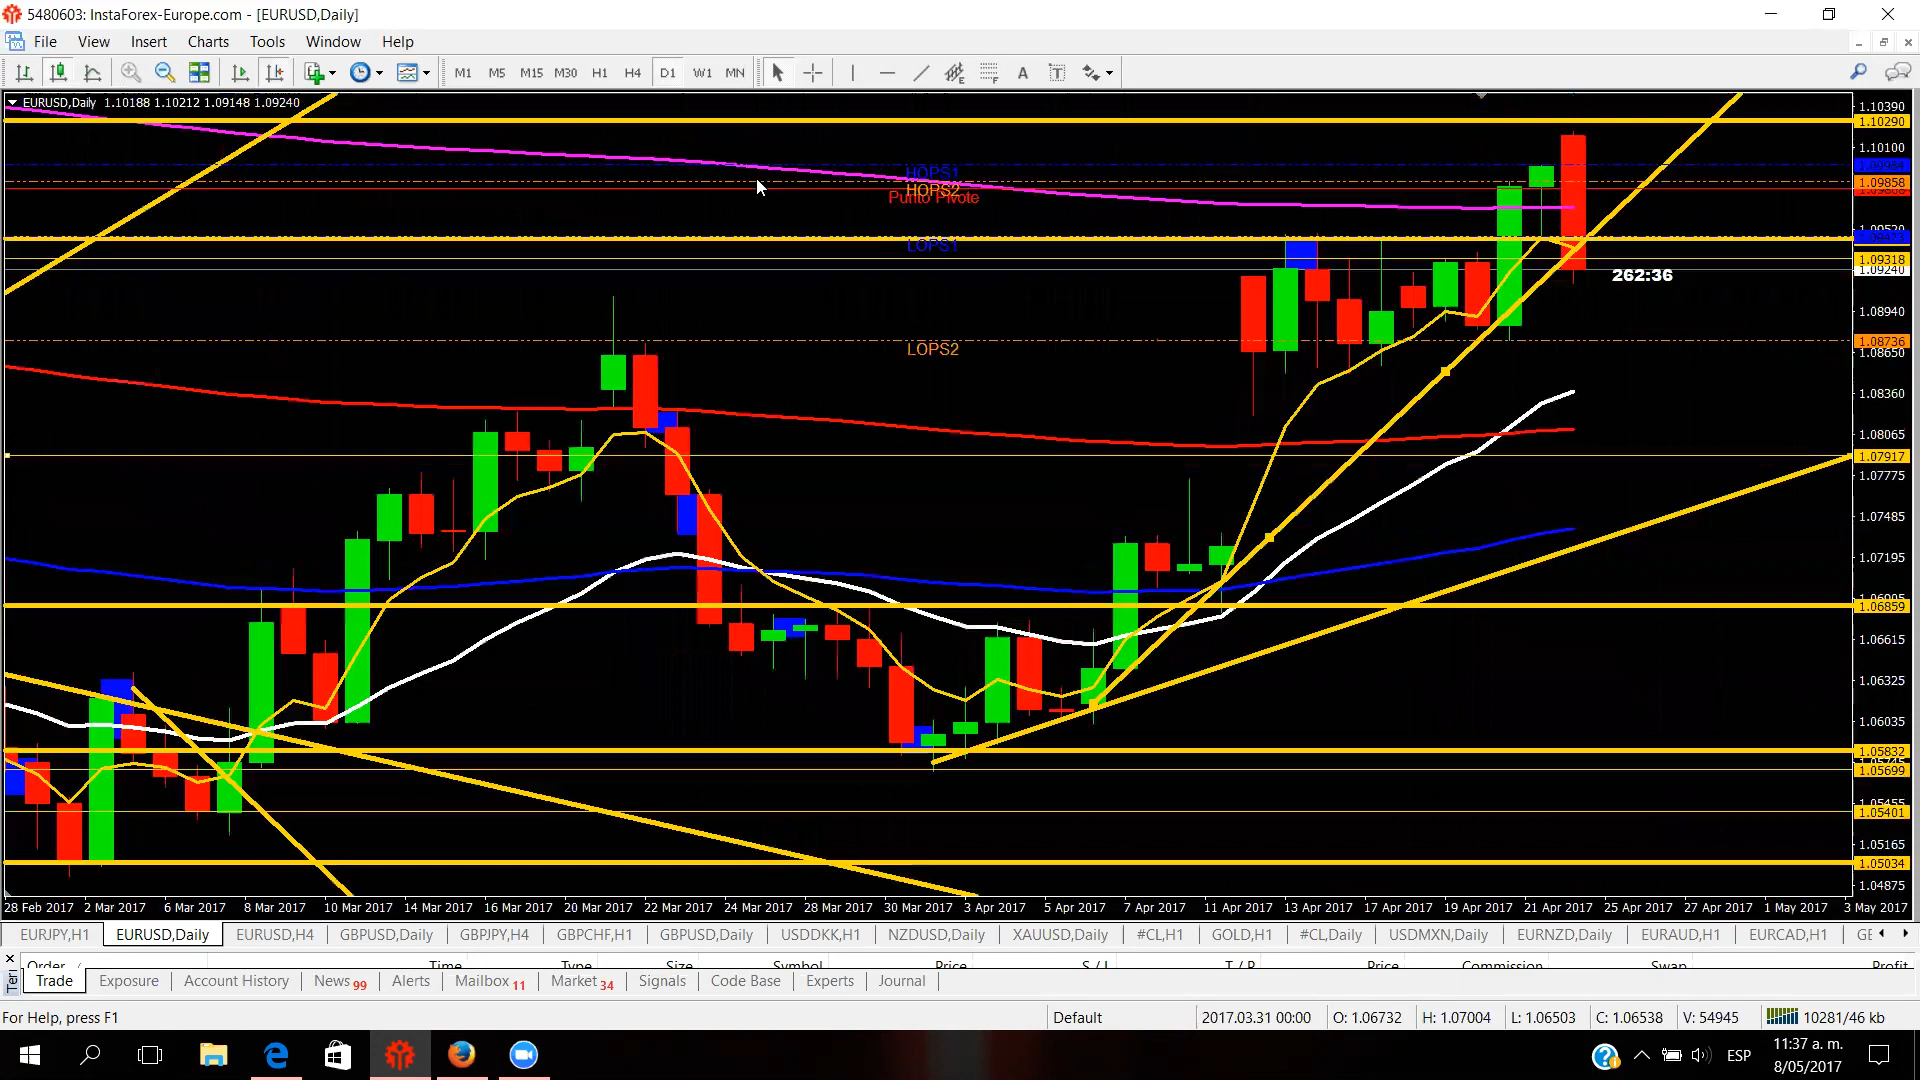 5480603: InstaForex-Europe.com - [EURUSD,Daily]
File View Insert Charts Tools Window Help
M1 M5 M15 M30 H1 H4 D1 W1 MN A T
EURUSD,Daily 1.10188 1.10212 1.09148 1.09240
1.10390
1.10290
1.10100
HOPS1
HOPS2
1.09858
Punto Pivote
LOPS1
1.09318
1.09240
262:36
1.08940
LOPS2
1.08736
1.08650
1.08360
1.08065
1.07917
1.07775
1.07485
1.07195
1.06859
1.06615
1.06325
1.06035
1.05832
1.05699
1.05401
1.05165
1.05034
1.04875
28 Feb 2017 2 Mar 2017 6 Mar 2017 8 Mar 2017 10 Mar 2017 14 Mar 2017 16 Mar 2017 20 Mar 2017 22 Mar 2017 24 Mar 2017 28 Mar 2017 30 Mar 2017 3 Apr 2017 5 Apr 2017 7 Apr 2017 11 Apr 2017 13 Apr 2017 17 Apr 2017 19 Apr 2017 21 Apr 2017 25 Apr 2017 27 Apr 2017 1 May 2017 3 May 2017
EURJPY,H1 EURUSD,Daily EURUSD,H4 GBPUSD,Daily GBPJPY,H4 GBPCHF,H1 GBPUSD,Daily USDDKK,H1 NZDUSD,Daily XAUUSD,Daily #CL,H1 GOLD,H1 #CL,Daily USDMXN,Daily EURNZD,Daily EURAUD,H1 EURCAD,H1
Order Time Type Size Symbol Price S / L T / P Price Commission Swap Profit
Trade Exposure Account History News 99 Alerts Mailbox 11 Market 34 Signals Code Base Experts Journal
For Help, press F1 Default 2017.03.31 00:00 O: 1.06732 H: 1.07004 L: 1.06503 C: 1.06538 V: 54945 10281/46 kb
ESP 11:37 a. m.
8/05/2017